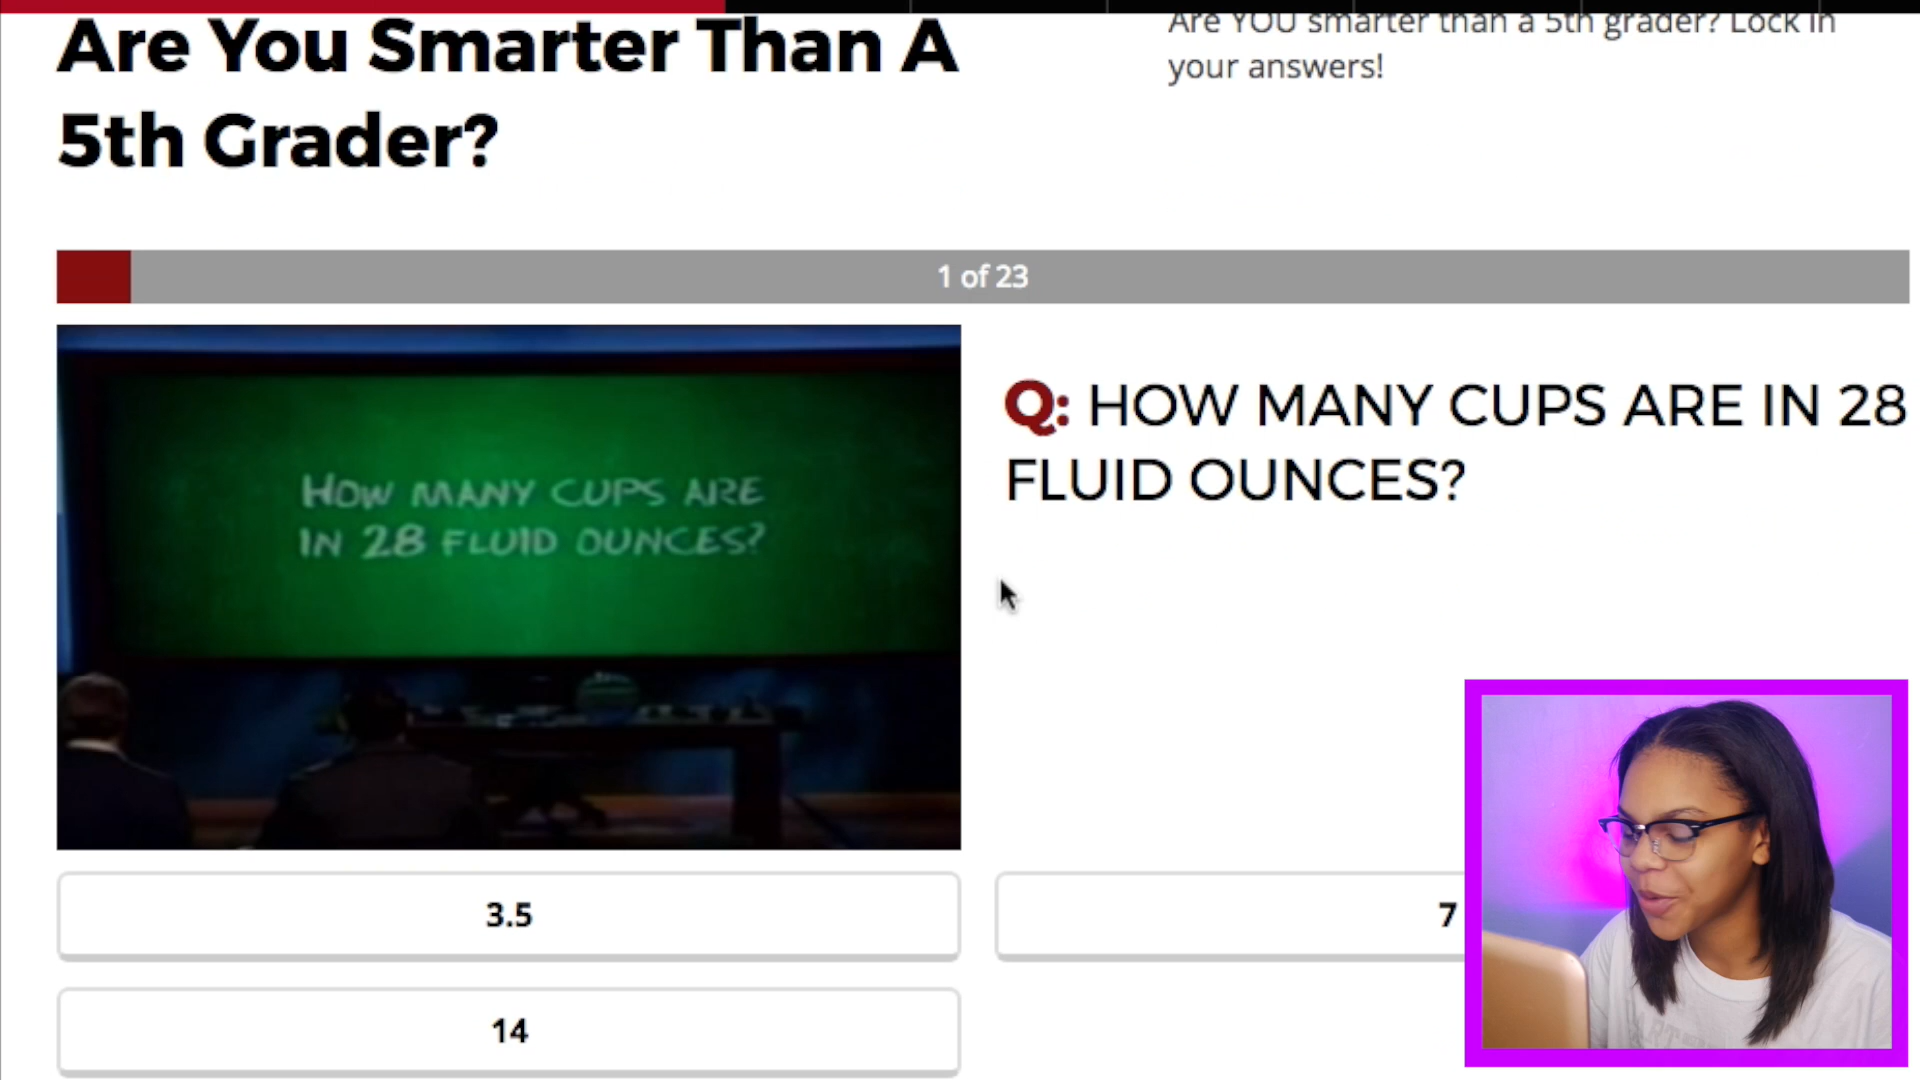 Are You Smarter Than A
5th Grader?
Are YOU smarter than a 5th grader? Lock in
your answers!
1 of 23
HOW MANY CUPS ARE
IN 28 FLUID OUNCES?
Q: HOW MANY CUPS ARE IN 28
FLUID OUNCES?
3.5
7
14